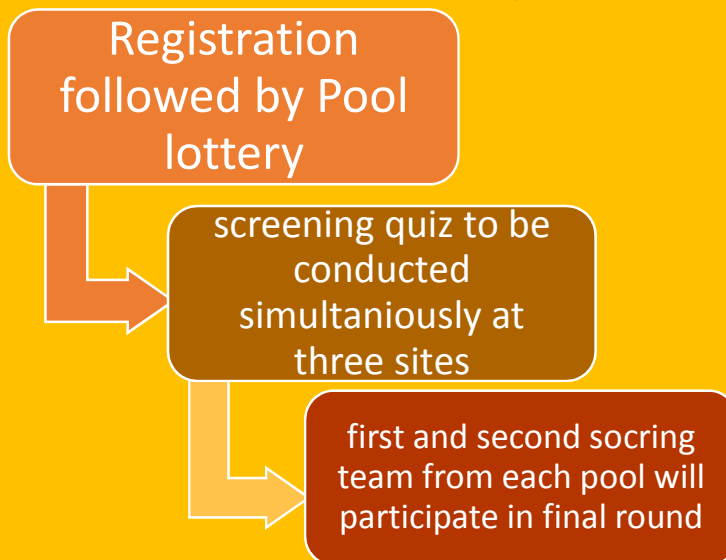 Registration
followed by Pool
lottery
screening quiz to be
conducted
simultaniously at
three sites
first and second socring
team from each pool will
participate in final round